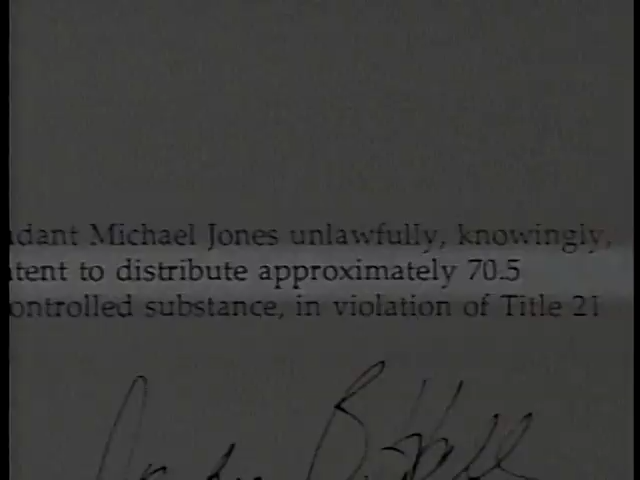 dant Michael Jones unlawfully, knowingly,
tent to distribute approximately 70.5
ontrolled substance, in violation of Title 21